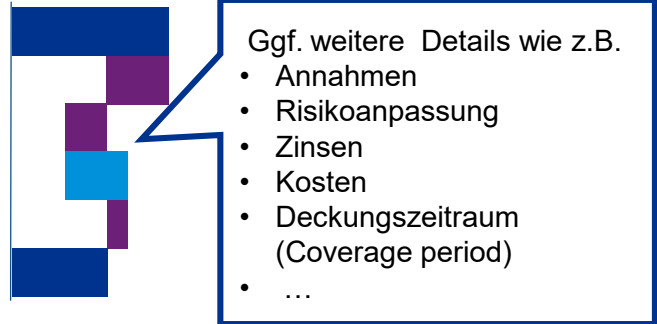 Ggf. weitere Details wie z.B.
• Annahmen
• Risikoanpassung
• Zinsen
• Kosten
• Deckungszeitraum
(Coverage period)
• …